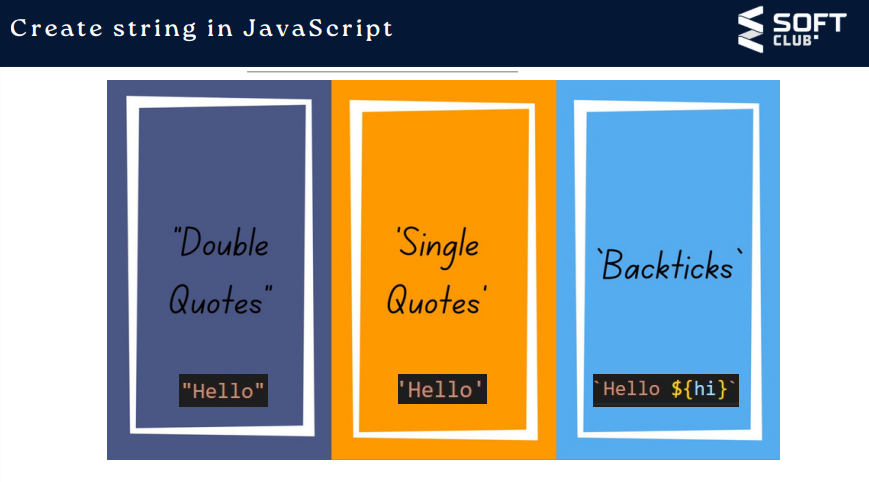 Create string in JavaScript
SOFT
CLUB
"Double
Quotes"
"Hello"
'Single
Quotes'
'Hello'
`Backticks`
`Hello ${hi}`